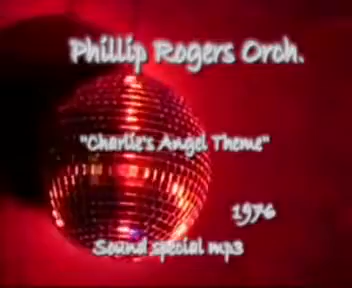 Phillip Rogers Orch.
"Charlie's Angel Theme"
1976
Sound special mp3